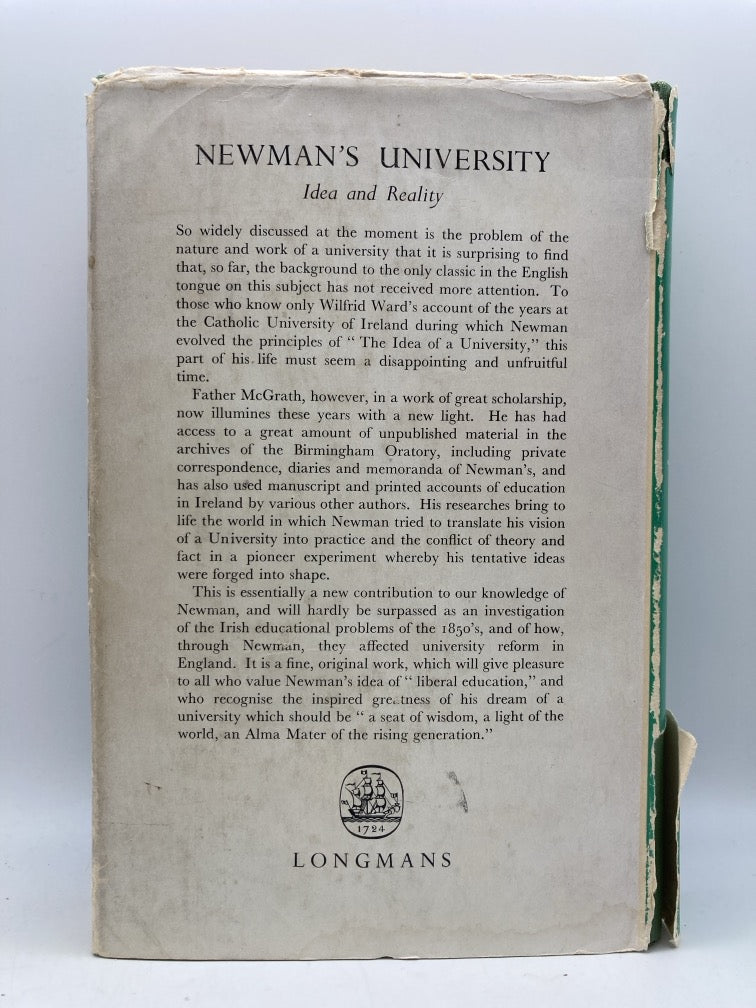 NEWMAN'S UNIVERSITY
Idea and Reality
So widely discussed at the moment is the problem of the
nature and work of a university that it is surprising to find
that, so far, the background to the only classic in the English
tongue on this subject has not received more attention. To
those who know only Wilfrid Ward's account of the years at
the Catholic University of Ireland during which Newman
evolved the principles of " The Idea of a University," this
part of his life must seem a disappointing and unfruitful
time.
Father McGrath, however, in a work of great scholarship,
now illumines these years with a new light. He has had
access to a great amount of unpublished material in the
archives of the Birmingham Oratory, including private
correspondence, diaries and memoranda of Newman's, and
has also used manuscript and printed accounts of education
in Ireland by various other authors. His researches bring to
life the world in which Newman tried to translate his vision
of a University into practice and the conflict of theory and
fact in a pioneer experiment whereby his tentative ideas
were forged into shape.
This is essentially a new contribution to our knowledge of
Newman, and will hardly be surpassed as an investigation
of the Irish educational problems of the 1850's, and of how,
through Newman, they affected university reform in
England. It is a fine, original work, which will give pleasure
to all who value Newman's idea of " liberal education," and
who recognise the inspired greatness of his dream of a
university which should be " a seat of wisdom, a light of the
world, an Alma Mater of the rising generation."
1724
LONGMANS